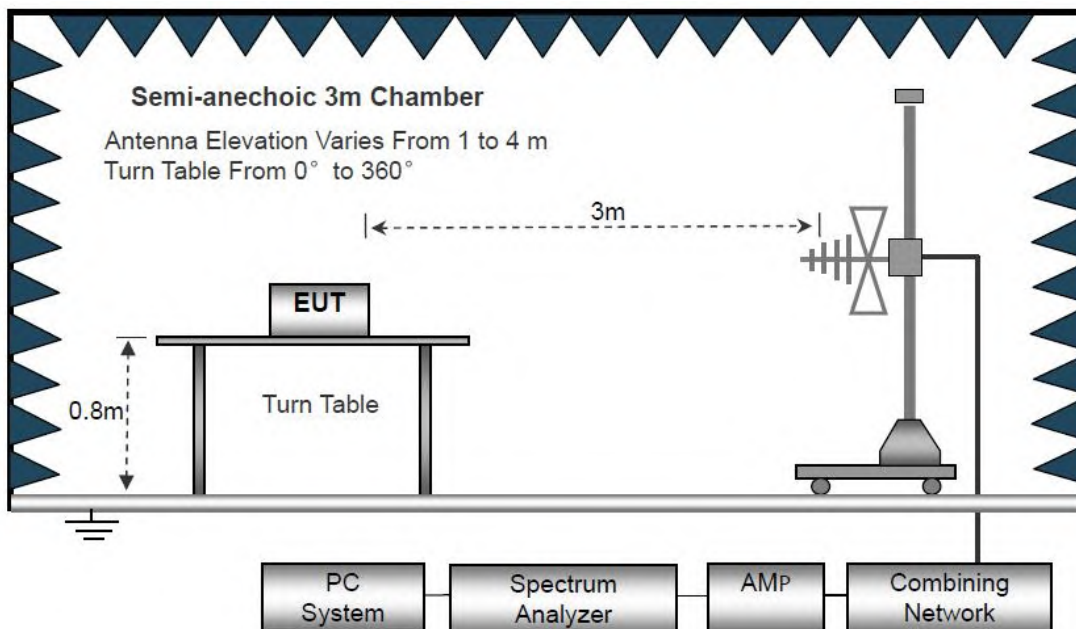 Semi-anechoic 3m Chamber
Antenna Elevation Varies From 1 to 4 m
Turn Table From 0° to 360°
3m
EUT
0.8m
Turn Table
PC
System
Spectrum
Analyzer
AMP
Combining
Network